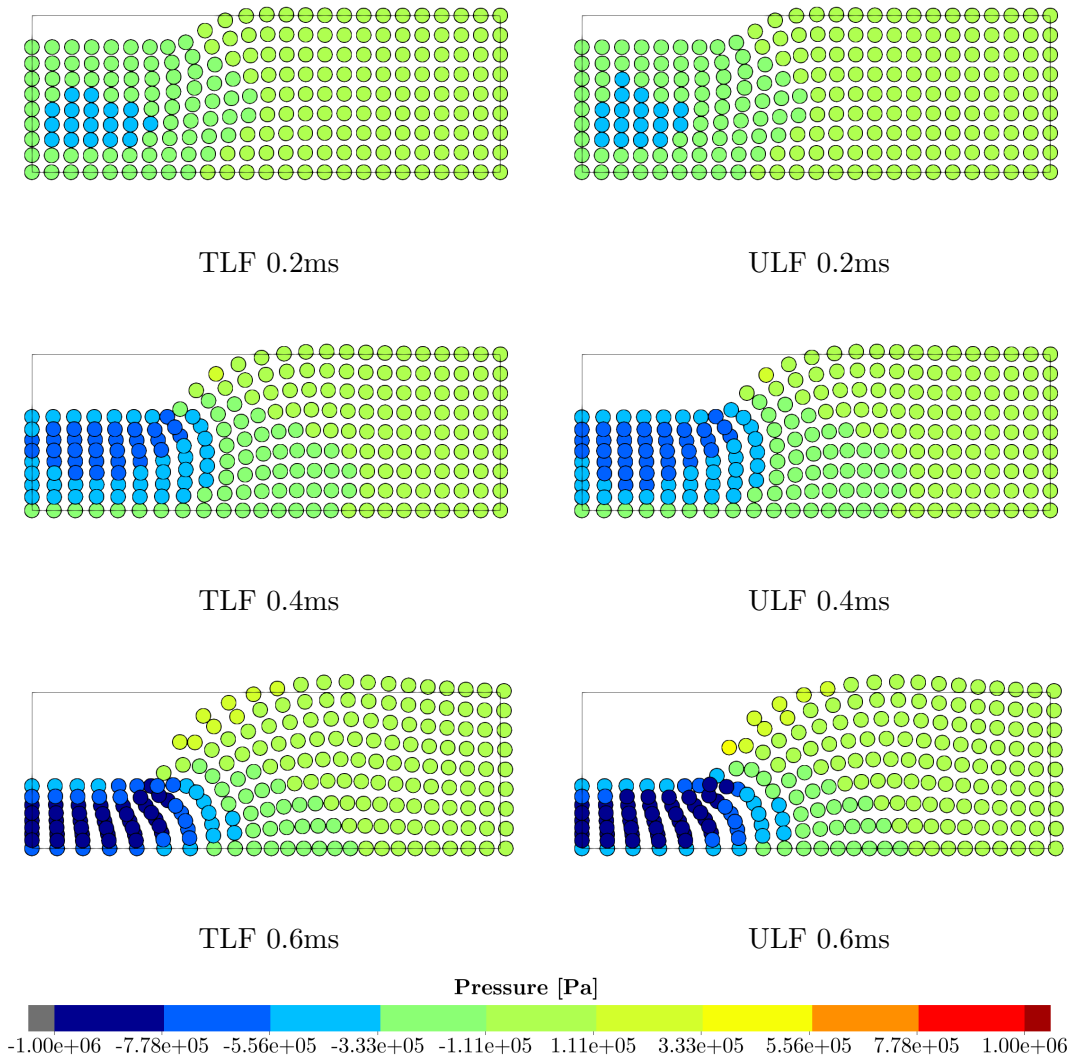 TLF 0.2ms ULF 0.2ms
TLF 0.4ms ULF 0.4ms
TLF 0.6ms ULF 0.6ms
Pressure [Pa]
-1.00e+06 -7.78e+05 -5.56e+05 -3.33e+05 -1.11e+05 1.11e+05 3.33e+05 5.56e+05 7.78e+05 1.00e+06